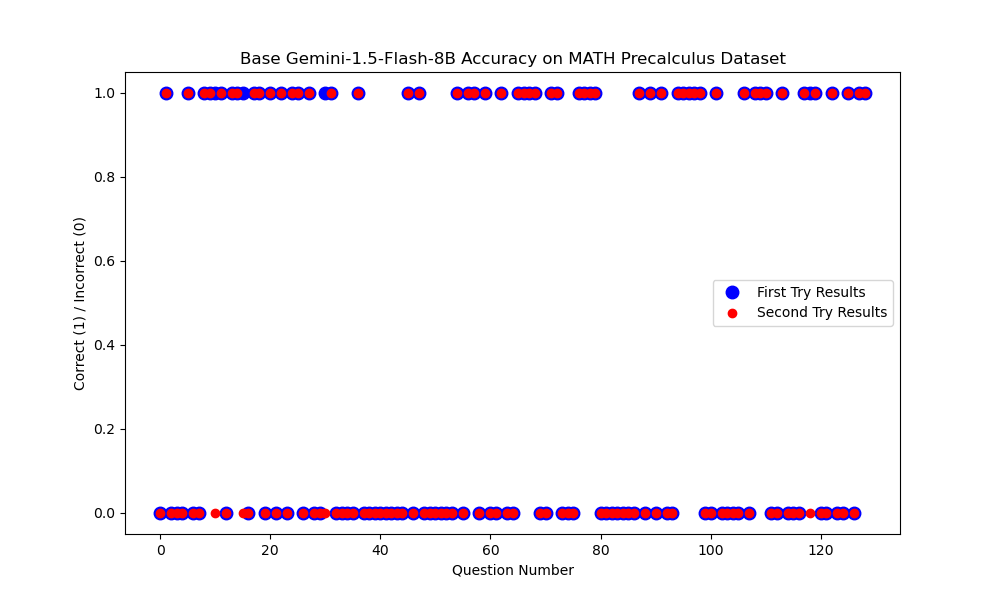 Base Gemini-1.5-Flash-8B Accuracy on MATH Precalculus Dataset
1.0
0.8
0.6
0.4
0.2
0.0
Correct (1) / Incorrect (0)
First Try Results
Second Try Results
0 20 40 60 80 100 120
Question Number